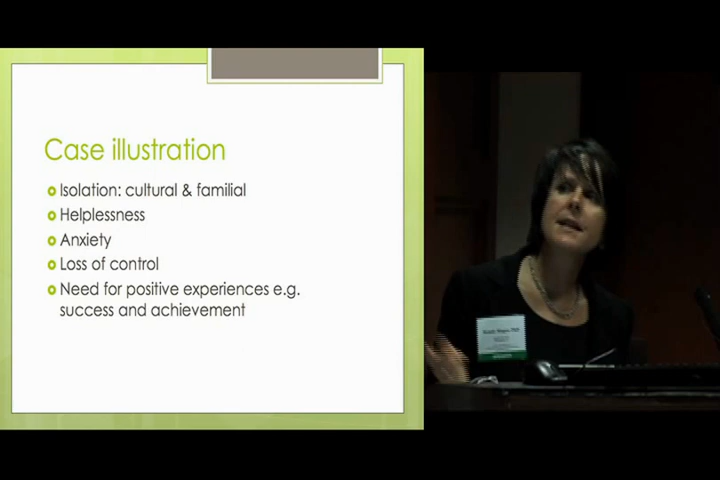 Case illustration
Isolation: cultural & familial
Helplessness
Anxiety
Loss of control
Need for positive experiences e.g.
success and achievement